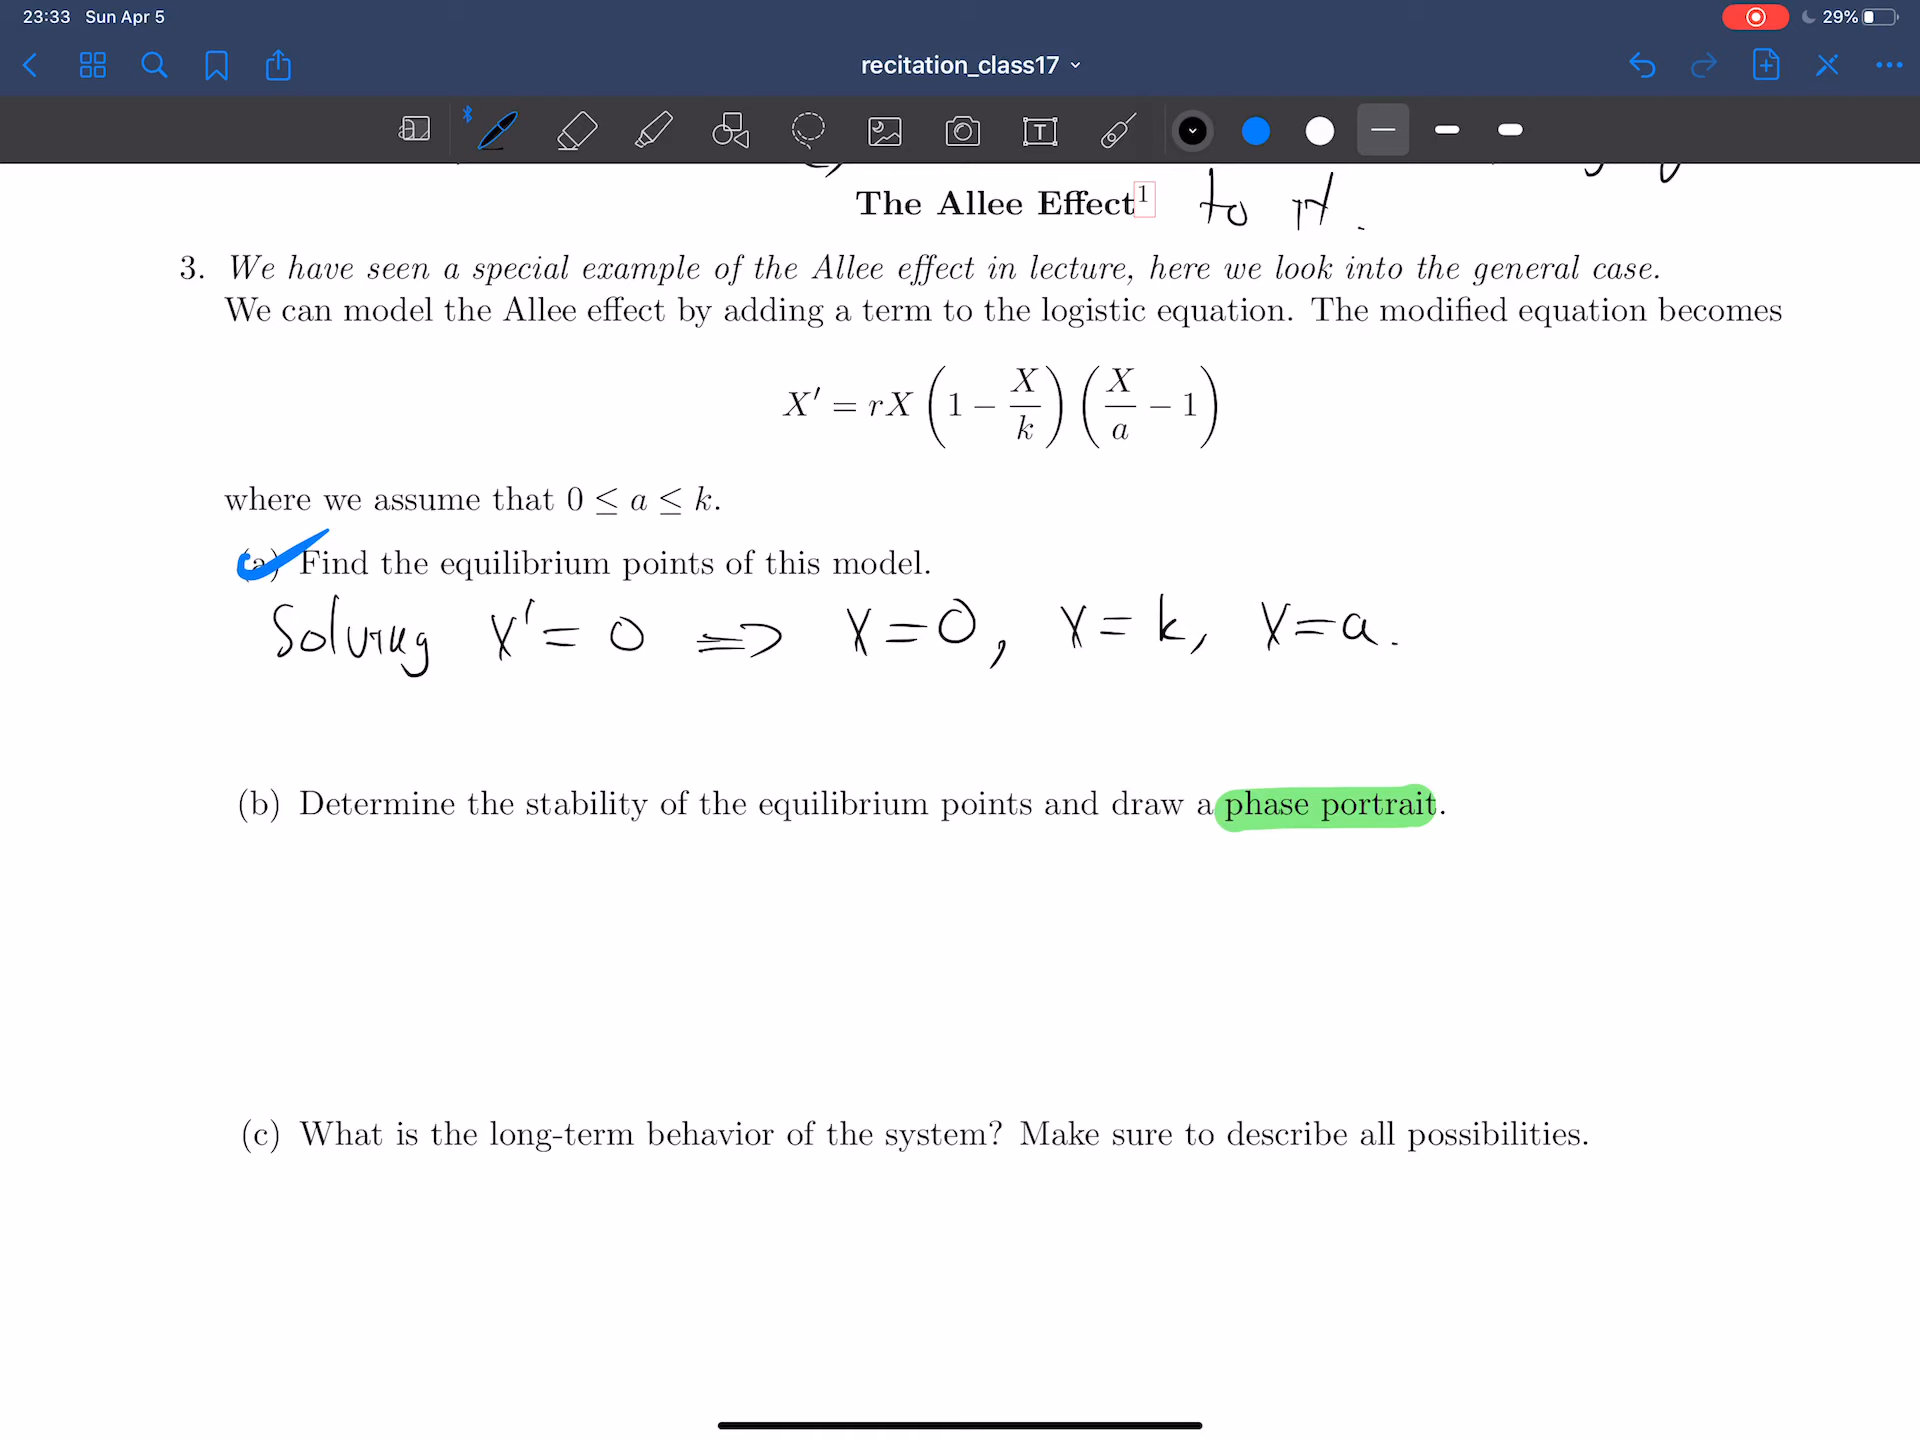 23:33 Sun Apr 5 29%
recitation_class17
The Allee Effect¹ to it.
3. We have seen a special example of the Allee effect in lecture, here we look into the general case.
We can model the Allee effect by adding a term to the logistic equation. The modified equation becomes
X′ = rX (1 − X/k) (X/a − 1)
where we assume that 0 ≤ a ≤ k.
(a) Find the equilibrium points of this model.
Solving X' = 0 ⇒ X=0, X=k, X=a.
(b) Determine the stability of the equilibrium points and draw a phase portrait.
(c) What is the long-term behavior of the system? Make sure to describe all possibilities.